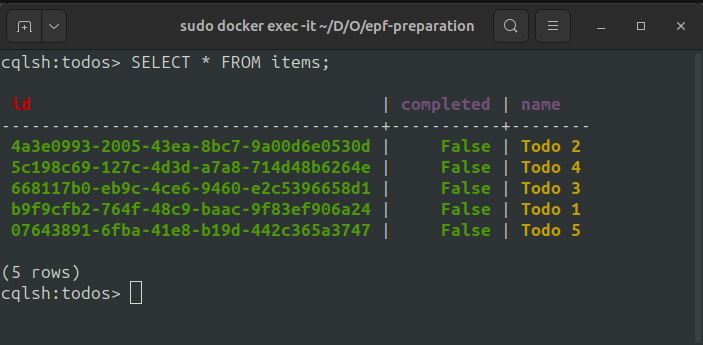 sudo docker exec -it ~/D/O/epf-preparation
cqlsh:todos> SELECT * FROM items;
id | completed | name
--------------------------------------+-----------+--------
4a3e0993-2005-43ea-8bc7-9a00d6e0530d | False | Todo 2
5c198c69-127c-4d3d-a7a8-714d48b6264e | False | Todo 4
668117b0-eb9c-4ce6-9460-e2c5396658d1 | False | Todo 3
b9f9cfb2-764f-48c9-baac-9f83ef906a24 | False | Todo 1
07643891-6fba-41e8-b19d-442c365a3747 | False | Todo 5
(5 rows)
cqlsh:todos>